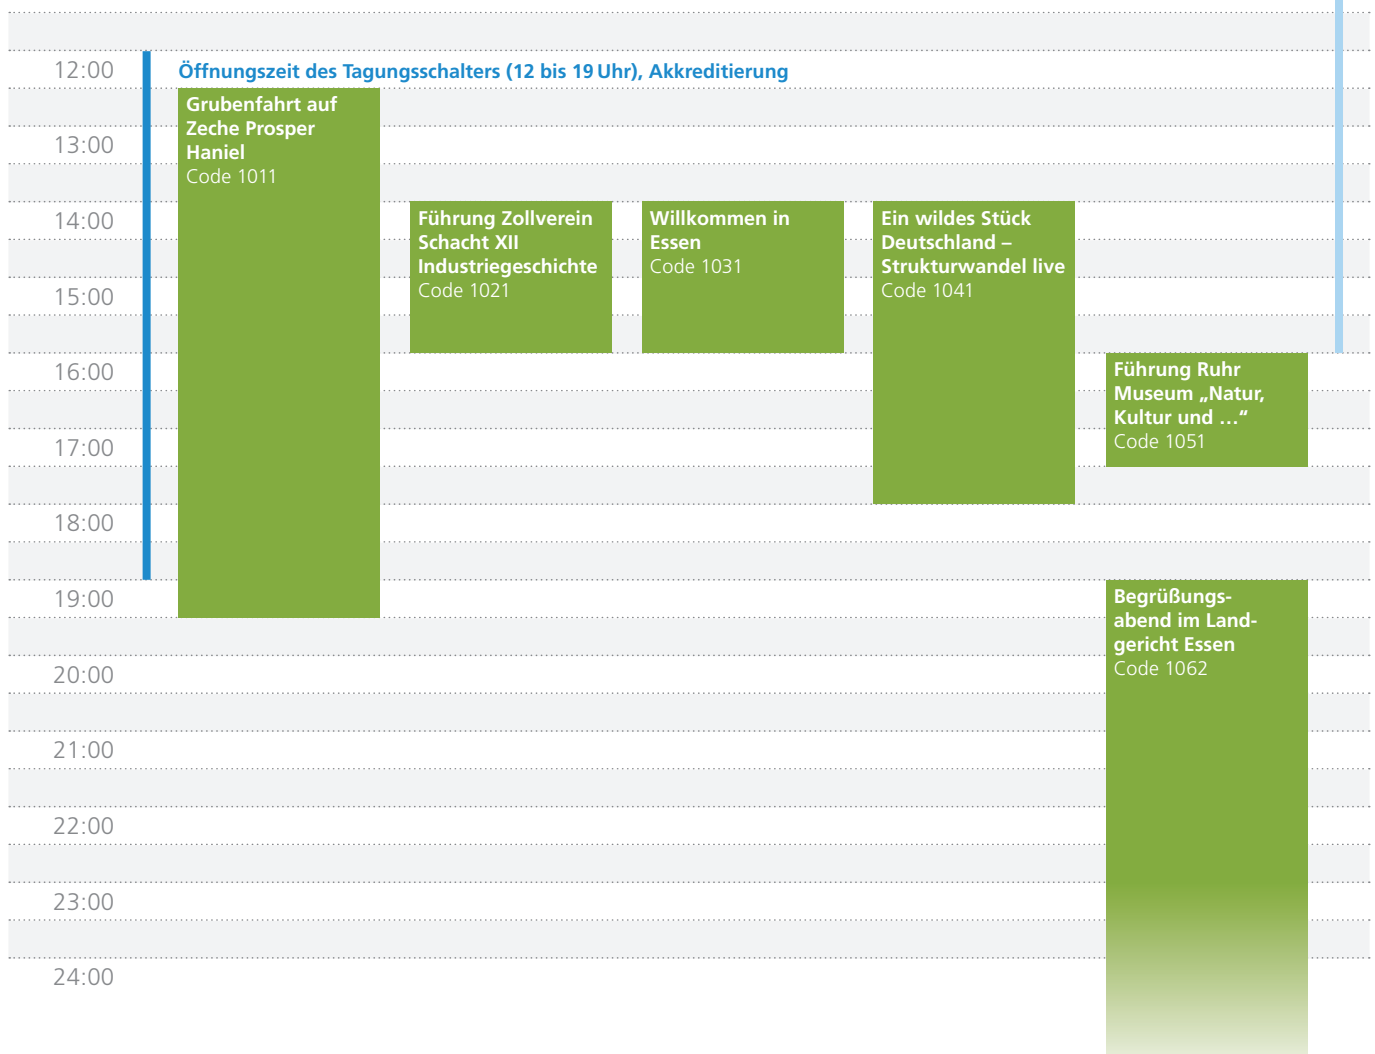 12:00
Öffnungszeit des Tagungsschalters (12 bis 19 Uhr), Akkreditierung
Grubenfahrt auf
Zeche Prosper
Haniel
Code 1011
13:00
14:00
Führung Zollverein
Schacht XII
Industriegeschichte
Code 1021
Willkommen in
Essen
Code 1031
Ein wildes Stück
Deutschland –
Strukturwandel live
Code 1041
15:00
16:00
Führung Ruhr
Museum „Natur,
Kultur und …“
Code 1051
17:00
18:00
19:00
Begrüßungs-
abend im Land-
gericht Essen
Code 1062
20:00
21:00
22:00
23:00
24:00